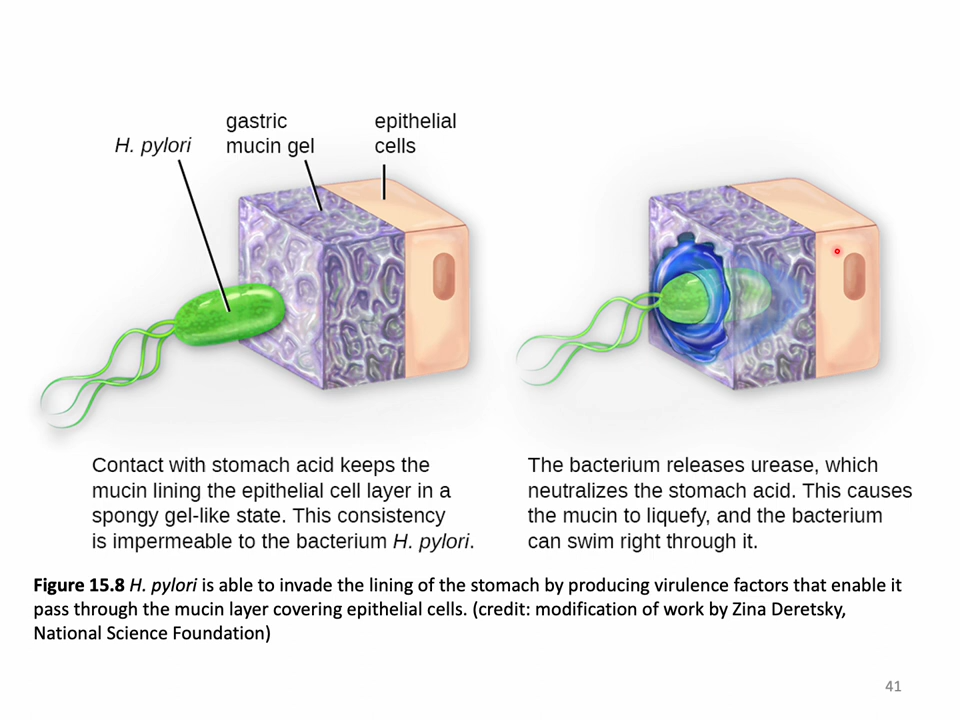 H. pylori
gastric
mucin gel
epithelial
cells
Contact with stomach acid keeps the
mucin lining the epithelial cell layer in a
spongy gel-like state. This consistency
is impermeable to the bacterium H. pylori.
The bacterium releases urease, which
neutralizes the stomach acid. This causes
the mucin to liquefy, and the bacterium
can swim right through it.
Figure 15.8 H. pylori is able to invade the lining of the stomach by producing virulence factors that enable it
pass through the mucin layer covering epithelial cells. (credit: modification of work by Zina Deretsky,
National Science Foundation)
41